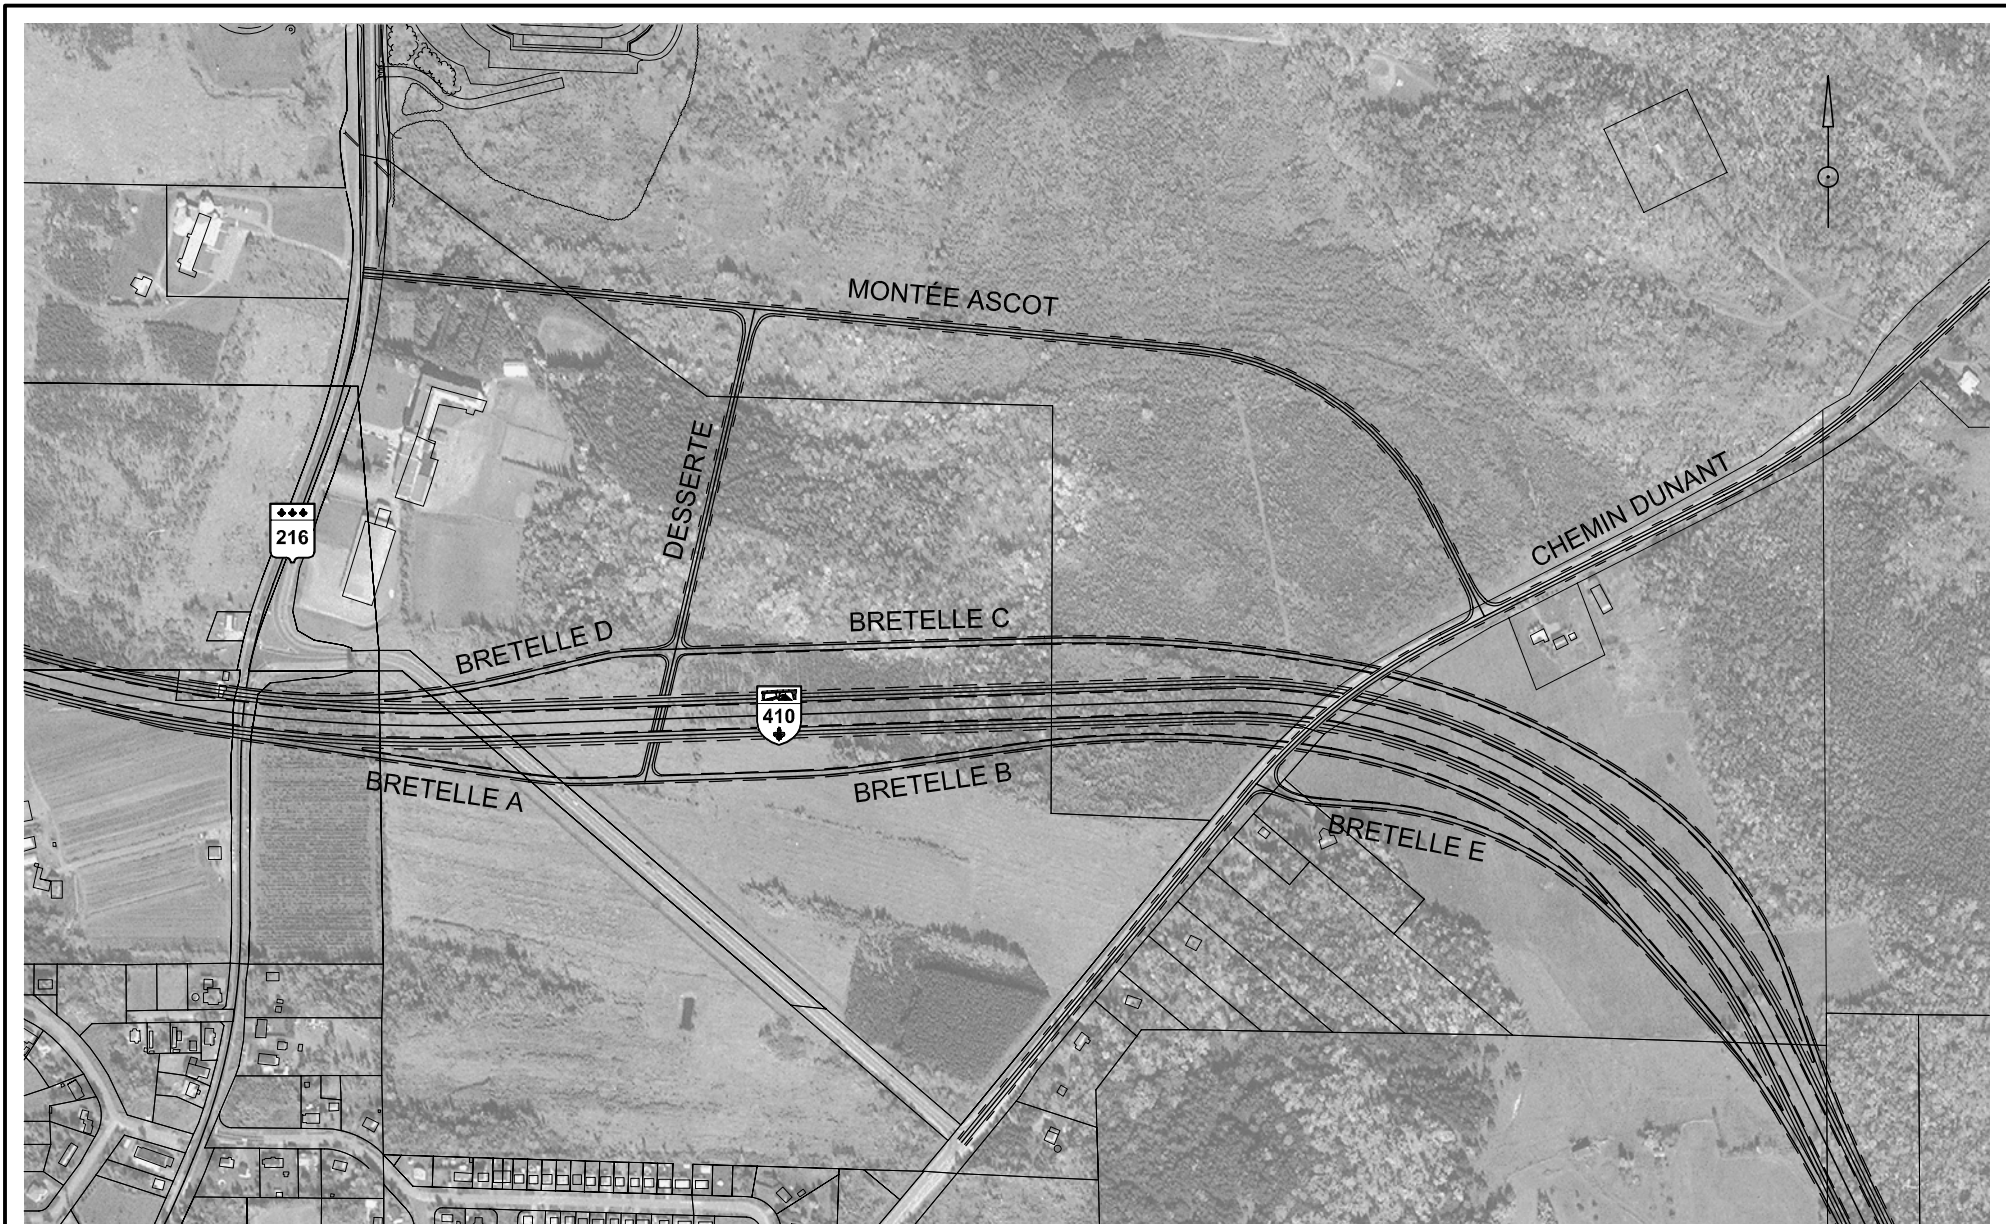 MONTÉE ASCOT
DESSERTE
CHEMIN DUNANT
216
BRETELLE D
BRETELLE C
410
BRETELLE A
BRETELLE B
BRETELLE E